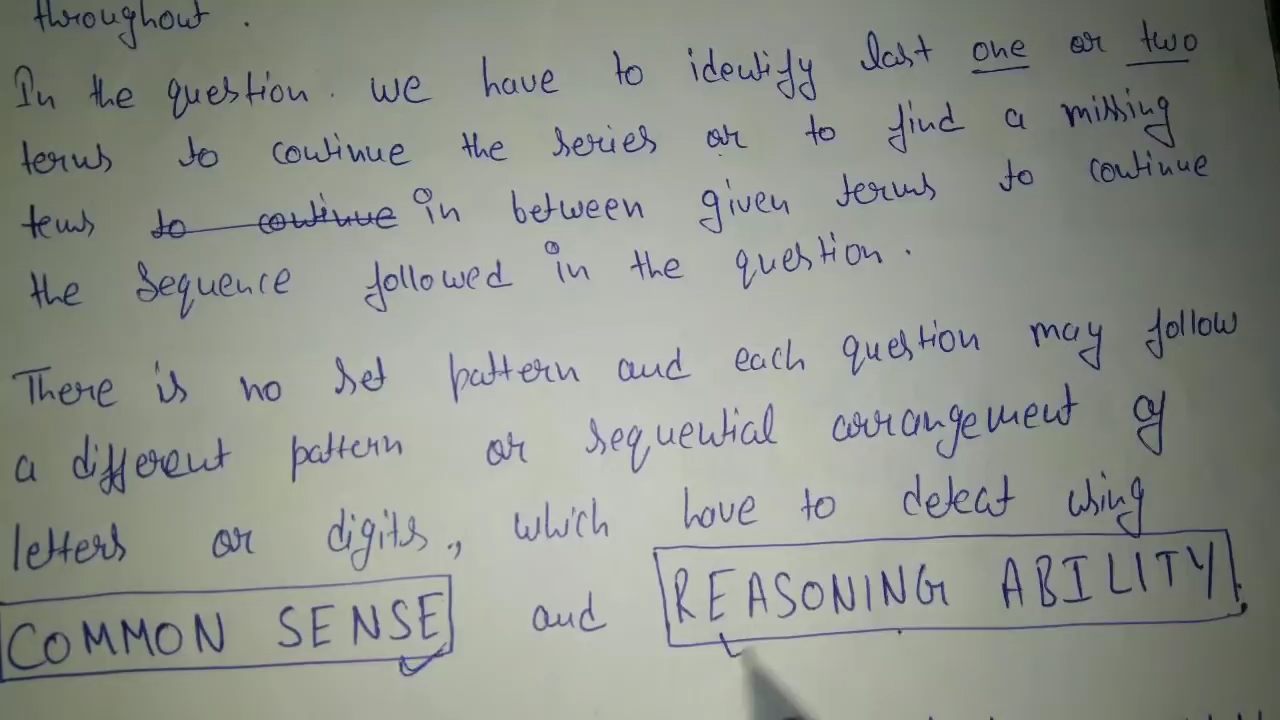 throughout.
In the question. we have to identify last one or two
terms to continue the series or to find a missing
tems to continue in between given terms to continue
the sequence followed in the question.
There is no set pattern and each question may follow
a different pattern or sequential arrangement of
letters or digits, which have to detect using
COMMON SENSE and REASONING ABILITY.